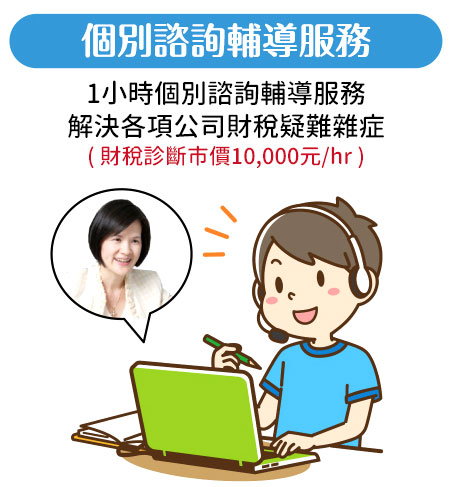 個別諮詢輔導服務
1小時個別諮詢輔導服務
解決各項公司財稅疑難雜症
( 財稅診斷市價10,000元/hr )